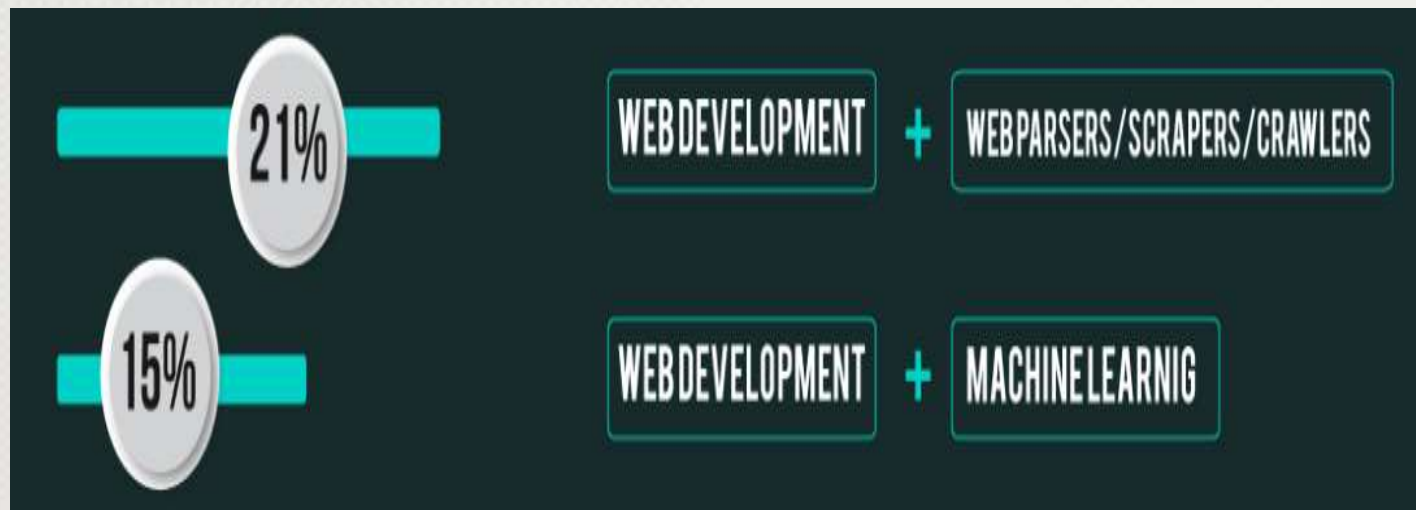 21%
WEB DEVELOPMENT + WEB PARSERS / SCRAPERS / CRAWLERS
15%
WEB DEVELOPMENT + MACHINE LEARNIG